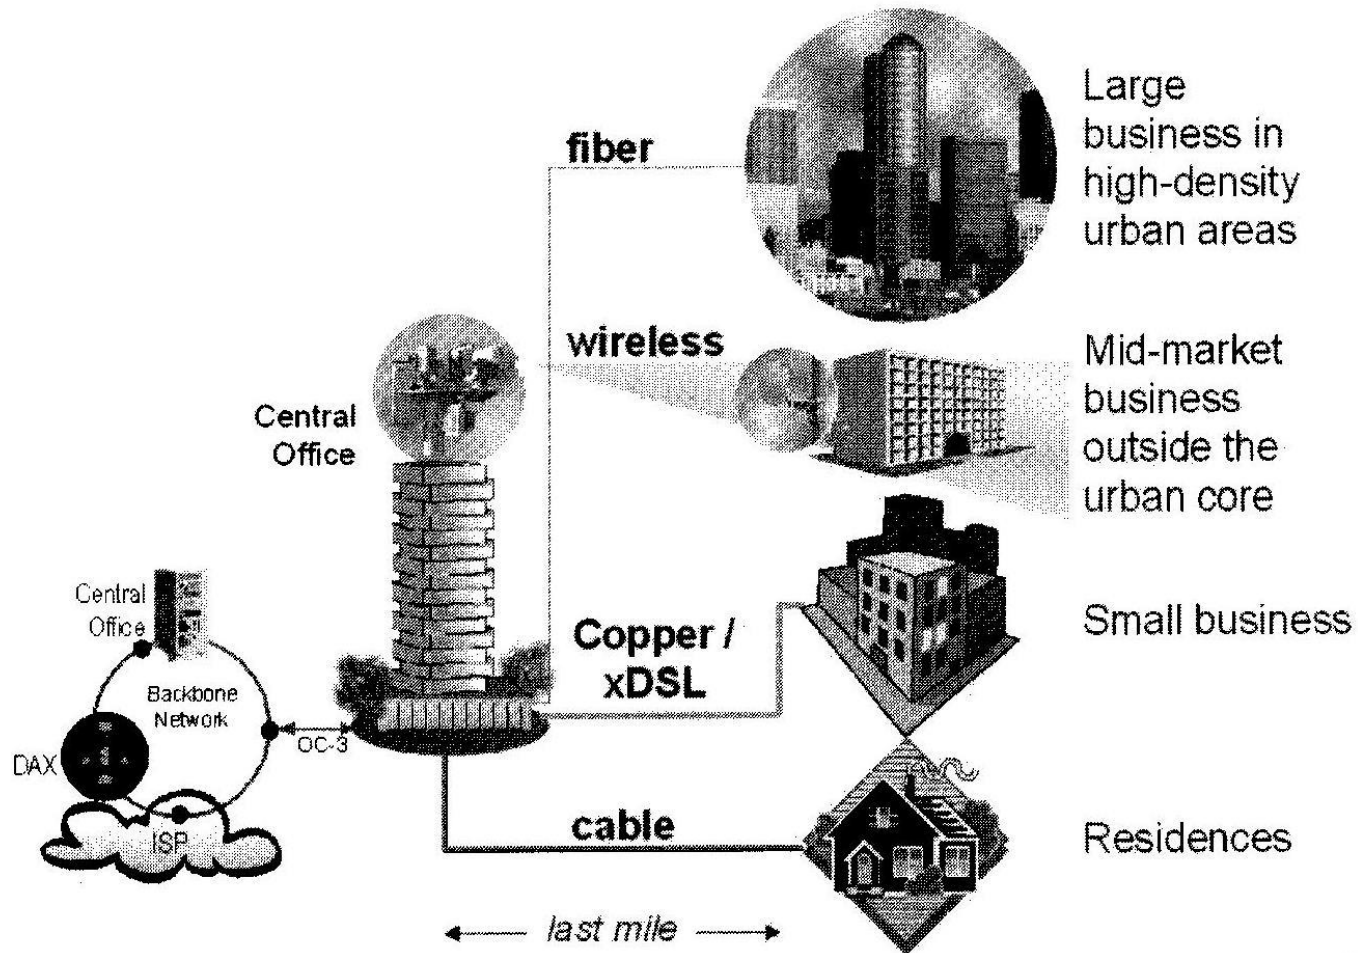 fiber
Large
business in
high-density
urban areas
wireless
Mid-market
business
outside the
urban core
Central
Office
Central
Office
Backbone
Network
DAX
OC-3
ISP
Copper /
xDSL
Small business
cable
Residences
last mile